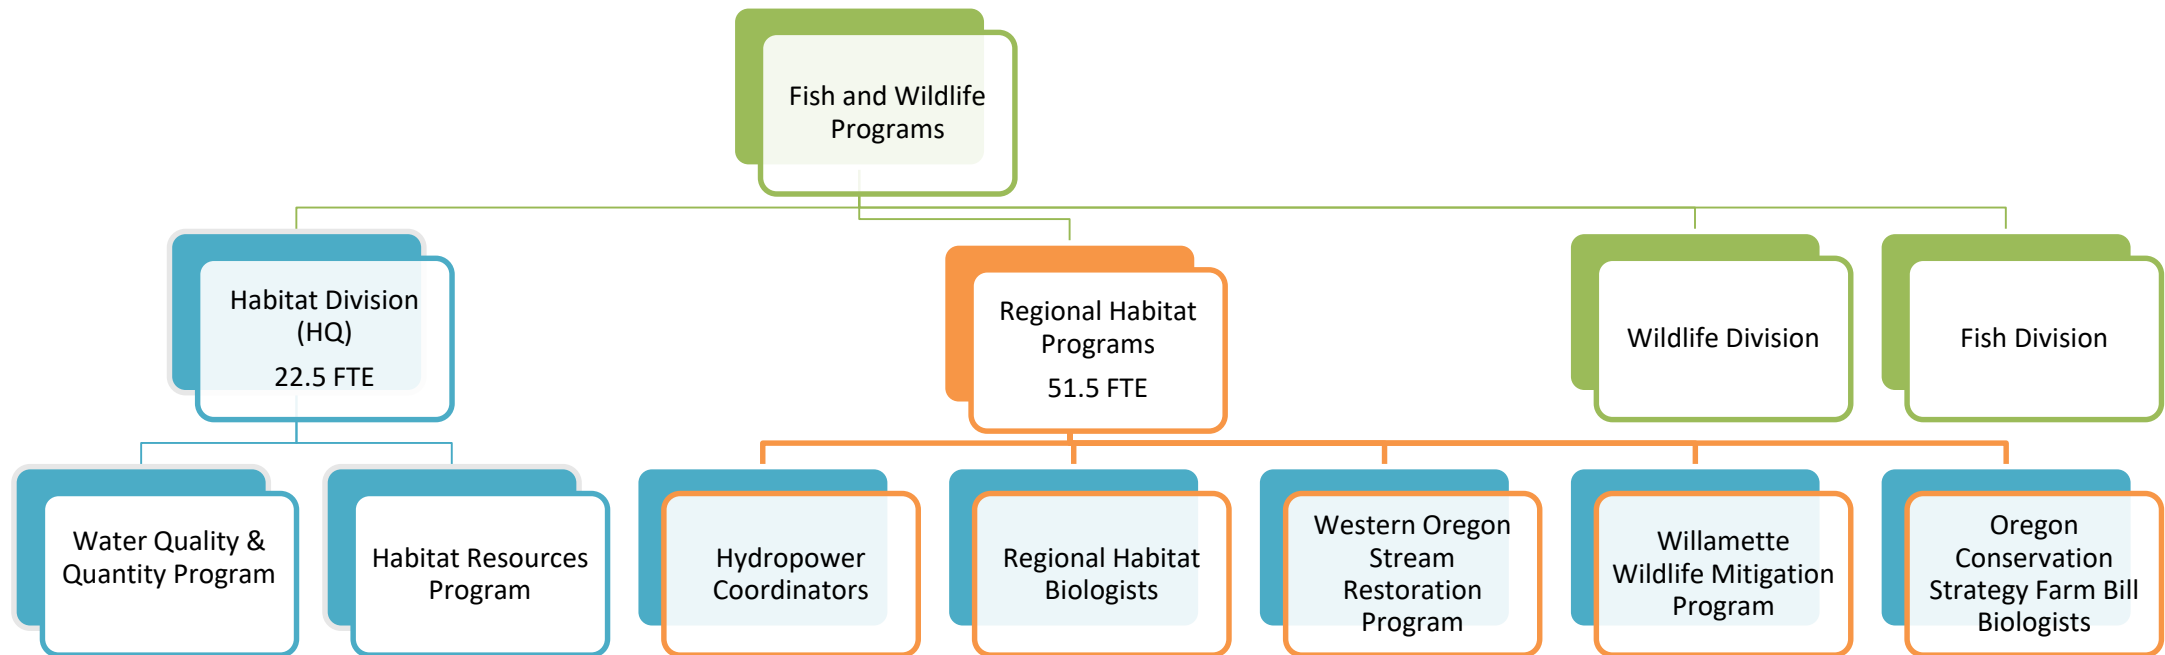 Fish and Wildlife
Programs
Habitat Division
(HQ)
22.5 FTE
Regional Habitat
Programs
51.5 FTE
Wildlife Division
Fish Division
Water Quality &
Quantity Program
Habitat Resources
Program
Hydropower
Coordinators
Regional Habitat
Biologists
Western Oregon
Stream
Restoration
Program
Willamette
Wildlife Mitigation
Program
Oregon
Conservation
Strategy Farm Bill
Biologists